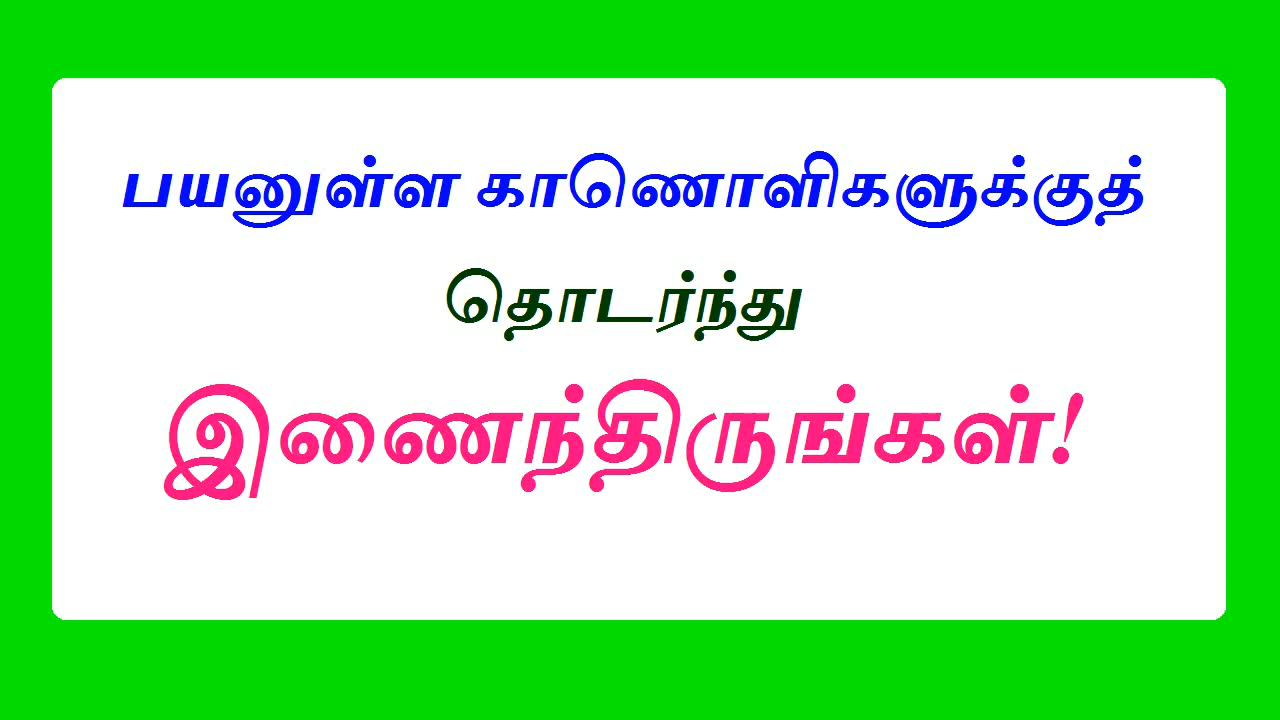 பயனுள்ள காணொளிகளுக்குத்
தொடர்ந்து
இணைந்திருங்கள்!